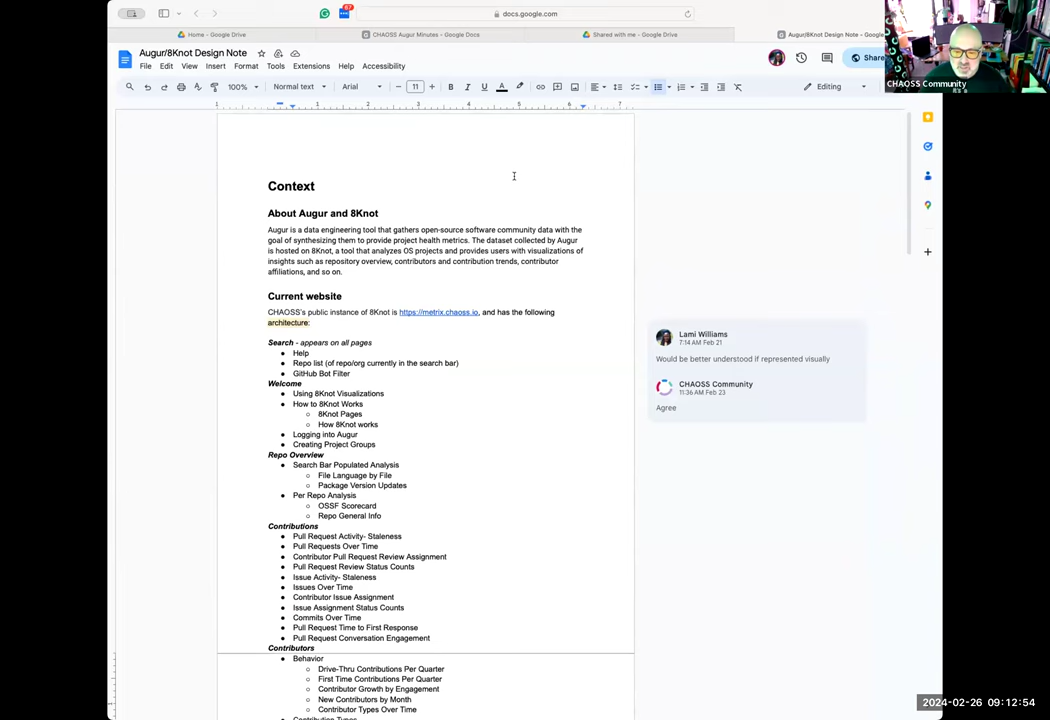 docs.google.com
Home - Google Drive
CHAOSS Augur Minutes - Google Docs
Shared with me - Google Drive
Augur/8Knot Design Note - Google
Augur/8Knot Design Note
File Edit View Insert Format Tools Extensions Help Accessibility
Share
CHAOSS Community
100% Normal text Arial 11 Editing
1 1 2 3 4 5 6 7
Context
About Augur and 8Knot
Augur is a data engineering tool that gathers open-source software community data with the
goal of synthesizing them to provide project health metrics. The dataset collected by Augur
is hosted on 8Knot, a tool that analyzes OS projects and provides users with visualizations of
insights such as repository overview, contributors and contribution trends, contributor
affiliations, and so on.
Current website
CHAOSS's public instance of 8Knot is https://metrix.chaoss.io, and has the following
architecture:
Search - appears on all pages
● Help
● Repo list (of repo/org currently in the search bar)
● GitHub Bot Filter
Welcome
● Using 8Knot Visualizations
● How to 8Knot Works
○ 8Knot Pages
○ How 8Knot works
● Logging into Augur
● Creating Project Groups
Repo Overview
● Search Bar Populated Analysis
○ File Language by File
○ Package Version Updates
● Per Repo Analysis
○ OSSF Scorecard
○ Repo General Info
Contributions
● Pull Request Activity- Staleness
● Pull Requests Over Time
● Contributor Pull Request Review Assignment
● Pull Request Review Status Counts
● Issue Activity- Staleness
● Issues Over Time
● Contributor Issue Assignment
● Issue Assignment Status Counts
● Commits Over Time
● Pull Request Time to First Response
● Pull Request Conversation Engagement
Contributors
● Behavior
○ Drive-Thru Contributions Per Quarter
○ First Time Contributions Per Quarter
○ Contributor Growth by Engagement
○ New Contributors by Month
○ Contributor Types Over Time
● Contribution Types
Lami Williams
7:14 AM Feb 21
Would be better understood if represented visually
CHAOSS Community
11:36 AM Feb 23
Agree
2024-02-26 09:12:54